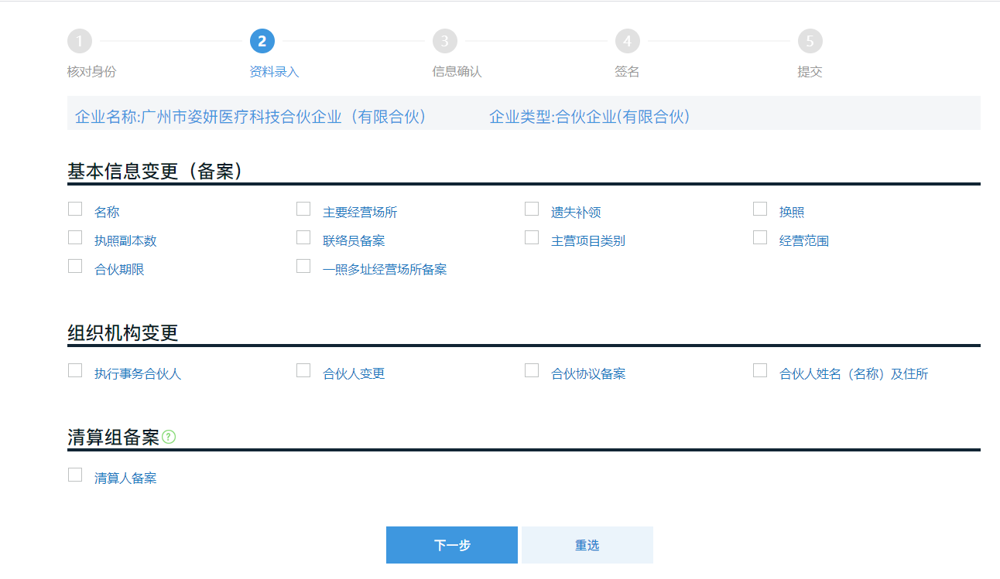 1 2 3 4 5
核对身份 资料录入 信息确认 签名 提交
企业名称:广州市姿妍医疗科技合伙企业（有限合伙） 企业类型:合伙企业(有限合伙)
基本信息变更（备案）
名称 主要经营场所 遗失补领 换照
执照副本数 联络员备案 主营项目类别 经营范围
合伙期限 一照多址经营场所备案
组织机构变更
执行事务合伙人 合伙人变更 合伙协议备案 合伙人姓名（名称）及住所
清算组备案?
清算人备案
下一步 重选